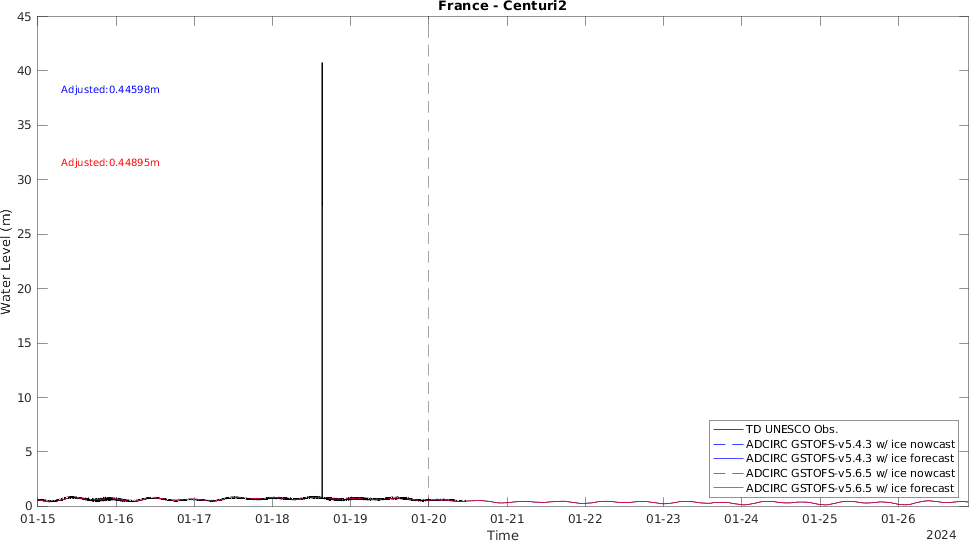 France - Centuri2
45
40
35
30
25
20
15
10
5
0
Water Level (m)
Adjusted:0.44598m
Adjusted:0.44895m
TD UNESCO Obs.
ADCIRC GSTOFS-v5.4.3 w/ ice nowcast
ADCIRC GSTOFS-v5.4.3 w/ ice forecast
ADCIRC GSTOFS-v5.6.5 w/ ice nowcast
ADCIRC GSTOFS-v5.6.5 w/ ice forecast
01-15 01-16 01-17 01-18 01-19 01-20 01-21 01-22 01-23 01-24 01-25 01-26
Time
2024